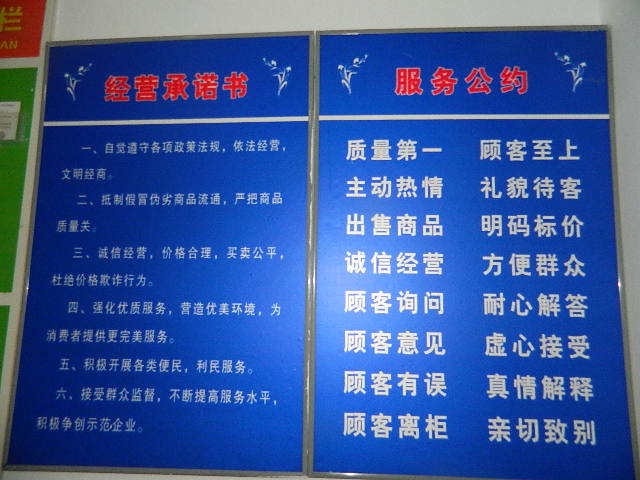 栏
AN
经营承诺书
一、自觉遵守各项政策法规，依法经营，
文明经商。
二、抵制假冒伪劣商品流通，严把商品
质量关。
三、诚信经营，价格合理，买卖公平，
杜绝价格欺诈行为。
四、强化优质服务，营造优美环境，为
消费者提供更完美服务。
五、积极开展各类便民，利民服务。
六、接受群众监督，不断提高服务水平，
积极争创示范企业。
服务公约
质量第一 顾客至上
主动热情 礼貌待客
出售商品 明码标价
诚信经营 方便群众
顾客询问 耐心解答
顾客意见 虚心接受
顾客有误 真情解释
顾客离柜 亲切致别